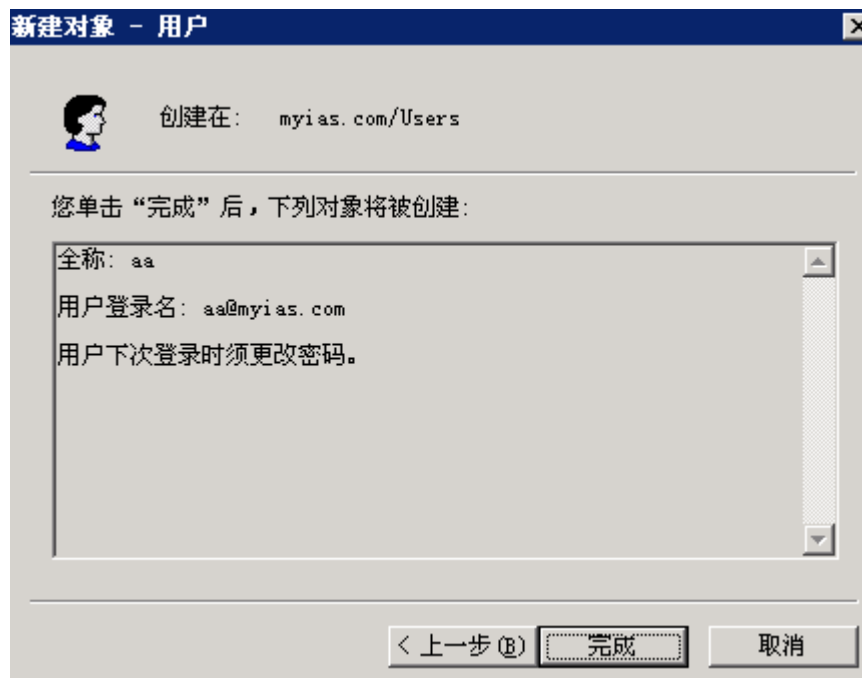 新建对象 - 用户
创建在: myias.com/Users
您单击“完成”后，下列对象将被创建:
全称: aa
用户登录名: aa@myias.com
用户下次登录时须更改密码。
< 上一步(B) 完成 取消